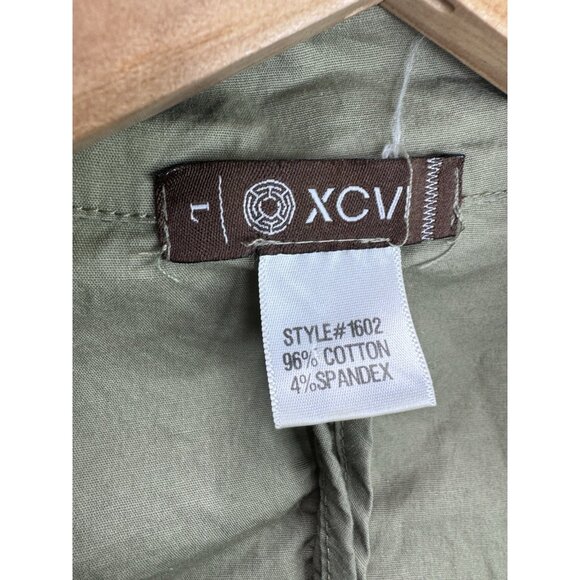 L
XCVI
STYLE#1602
96% COTTON
4%SPANDEX